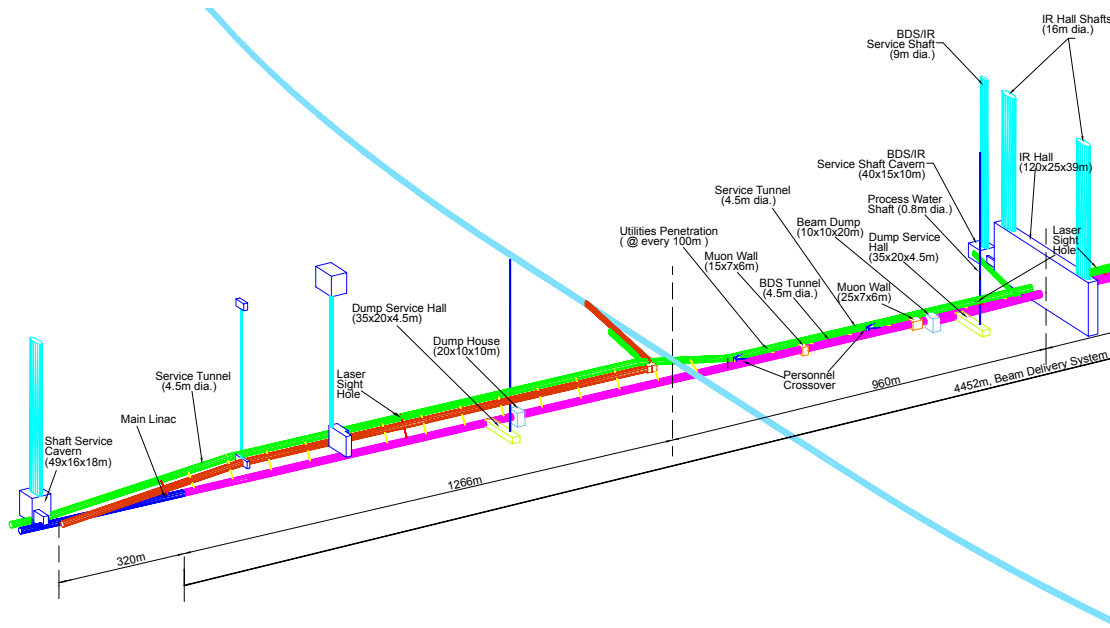 IR Hall Shafts
(16m dia.)
BDS/IR
Service Shaft
(9m dia.)
BDS/IR
Service Shaft Cavern
(40x15x10m)
IR Hall
(120x25x39m)
Process Water
Shaft (0.8m dia.)
Laser
Sight
Hole
Service Tunnel
(4.5m dia.)
Beam Dump
(10x10x20m)
Dump Service
Hall
(35x20x4.5m)
Utilities Penetration
( @ every 100m )
Muon Wall
(15x7x6m)
BDS Tunnel
(4.5m dia.)
Muon Wall
(25x7x6m)
Dump Service Hall
(35x20x4.5m)
Dump House
(20x10x10m)
Laser
Sight
Hole
Personnel
Crossover
Service Tunnel
(4.5m dia.)
Main Linac
Shaft Service
Cavern
(49x16x18m)
960m
4452m, Beam Delivery System
1266m
320m